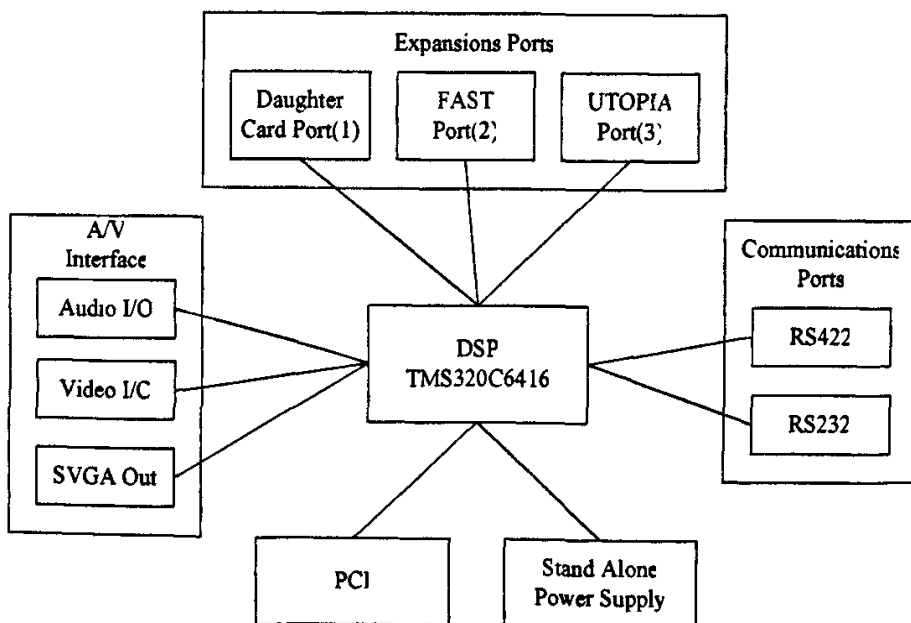 Expansions Ports
Daughter
Card Port(1)
FAST
Port(2)
UTOPIA
Port(3)
A/V
Interface
Audio I/O
Video I/C
SVGA Out
DSP
TMS320C6416
Communications
Ports
RS422
RS232
PCI
Stand Alone
Power Supply